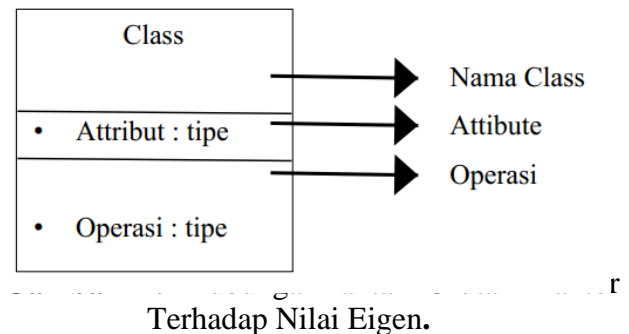 Class
Nama Class
• Attribut : tipe
Attibute
Operasi
• Operasi : tipe
Terhadap Nilai Eigen.